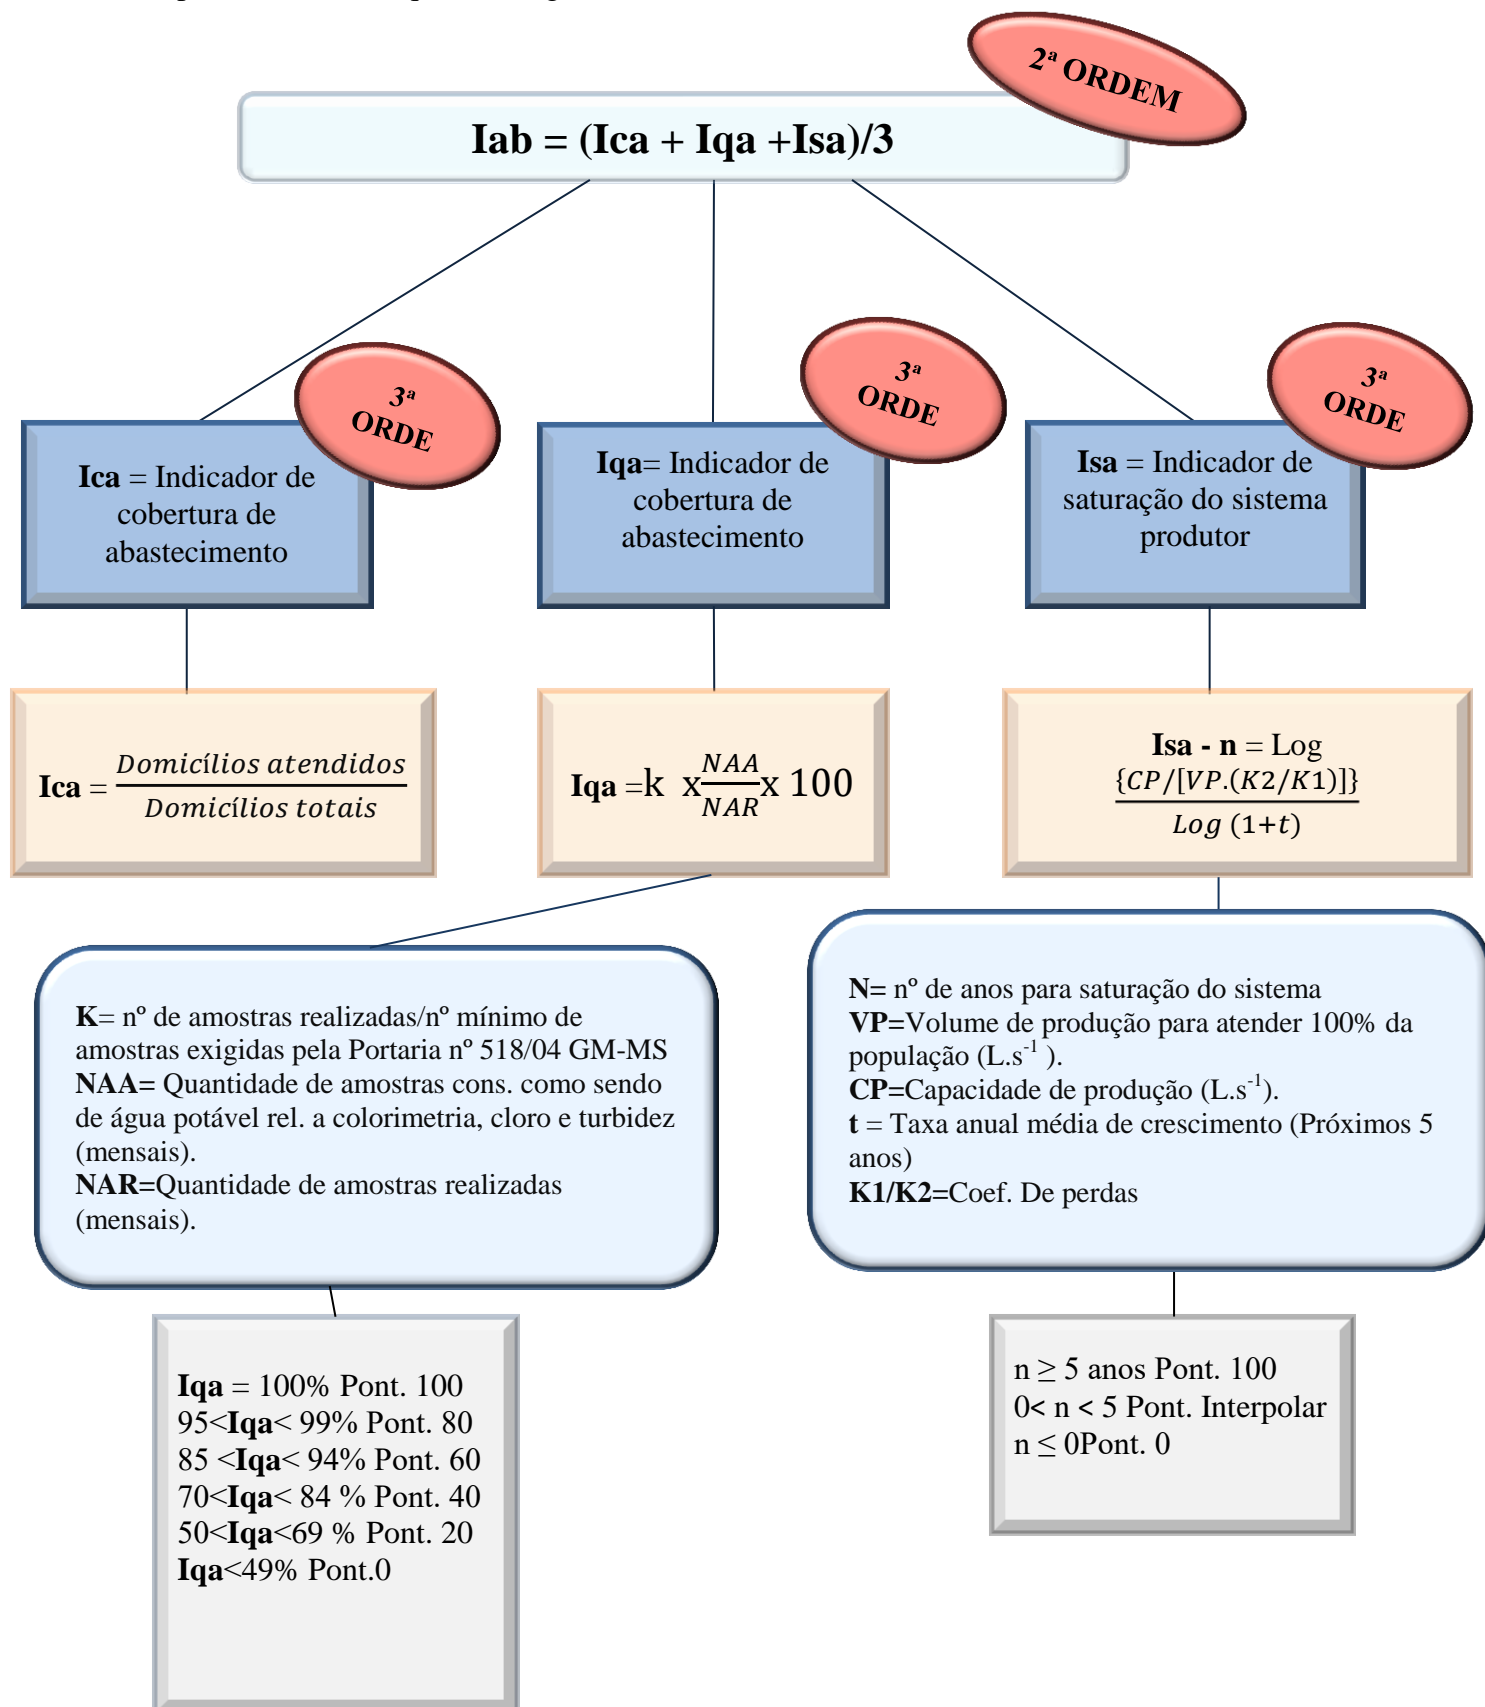 2ª ORDEM
Iab = (Ica + Iqa +Isa)/3
3ª
ORDE
3ª
ORDE
3ª
ORDE
Ica = Indicador de
cobertura de
abastecimento
Iqa= Indicador de
cobertura de
abastecimento
Isa = Indicador de
saturação do sistema
produtor
Ica = Domicílios atendidos / Domicílios totais
Iqa =k x NAA / NAR x 100
Isa - n = Log
{CP/[VP.(K2/K1)]}
Log (1+t)
K= nº de amostras realizadas/nº mínimo de
amostras exigidas pela Portaria nº 518/04 GM-MS
NAA= Quantidade de amostras cons. como sendo
de água potável rel. a colorimetria, cloro e turbidez
(mensais).
NAR=Quantidade de amostras realizadas
(mensais).
N= nº de anos para saturação do sistema
VP=Volume de produção para atender 100% da
população (L.s⁻¹ ).
CP=Capacidade de produção (L.s⁻¹).
t = Taxa anual média de crescimento (Próximos 5
anos)
K1/K2=Coef. De perdas
Iqa = 100% Pont. 100
95<Iqa< 99% Pont. 80
85 <Iqa< 94% Pont. 60
70<Iqa< 84 % Pont. 40
50<Iqa<69 % Pont. 20
Iqa<49% Pont.0
n ≥ 5 anos Pont. 100
0< n < 5 Pont. Interpolar
n ≤ 0Pont. 0